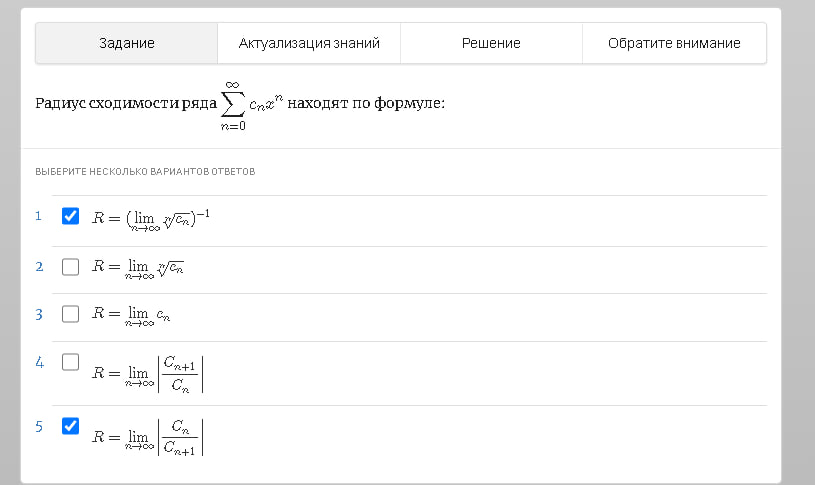 Задание Актуализация знаний Решение Обратите внимание
Радиус сходимости ряда $\sum_{n=0}^{\infty} c_n x^n$ находят по формуле:
ВЫБЕРИТЕ НЕСКОЛЬКО ВАРИАНТОВ ОТВЕТОВ
1 $R = (\lim_{n \to \infty} \sqrt[n]{c_n})^{-1}$
2 $R = \lim_{n \to \infty} \sqrt[n]{c_n}$
3 $R = \lim_{n \to \infty} c_n$
4 $R = \lim_{n \to \infty} \left| \frac{C_{n+1}}{C_n} \right|$
5 $R = \lim_{n \to \infty} \left| \frac{C_n}{C_{n+1}} \right|$